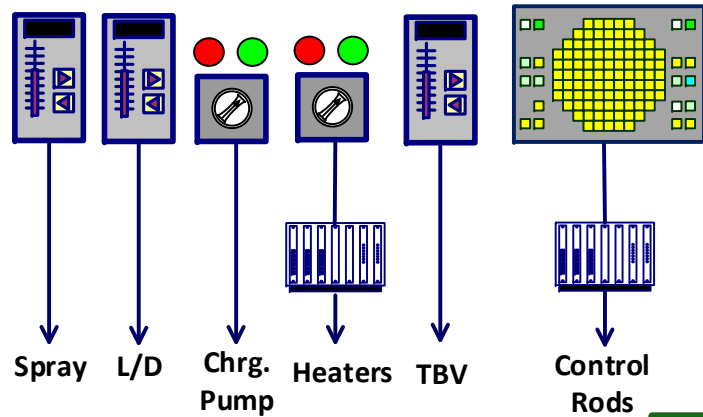 Spray
L/D
Chrg.
Pump
Heaters
TBV
Control
Rods